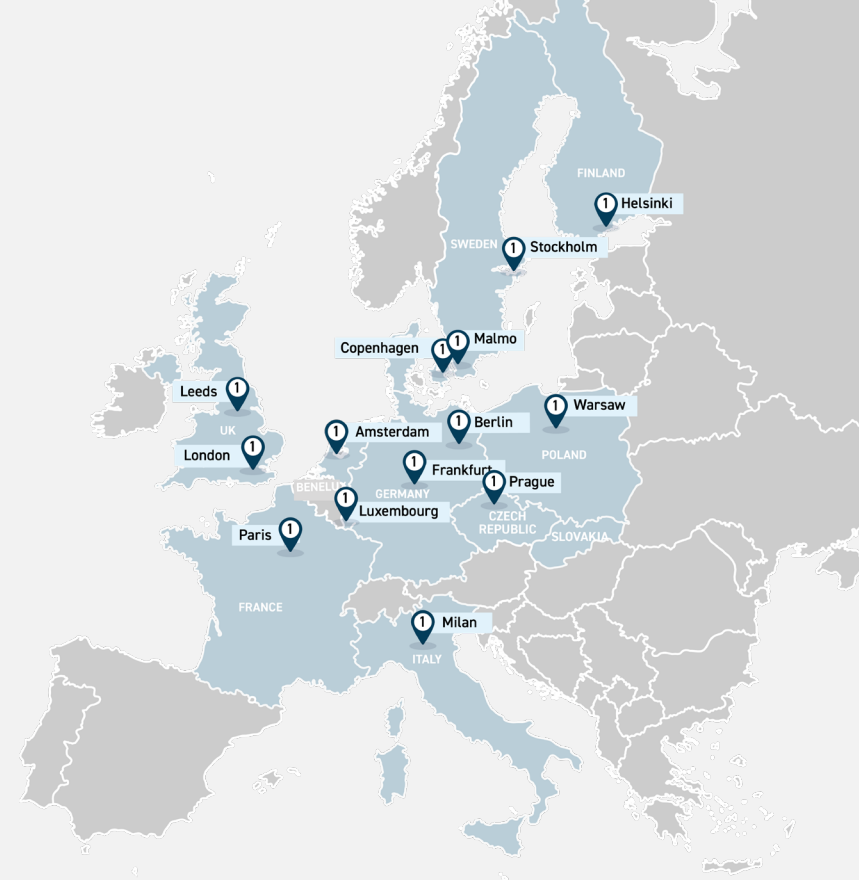 FINLAND
1 Helsinki
SWEDEN
1 Stockholm
1 Malmo
Copenhagen 1
Leeds 1
1 Warsaw
1 Berlin
1 Amsterdam
UK
London 1
POLAND
1 Frankfurt
1 Prague
BENELUX
GERMANY
1 Luxembourg
CZECH
REPUBLIC
SLOVAKIA
Paris 1
FRANCE
1 Milan
ITALY